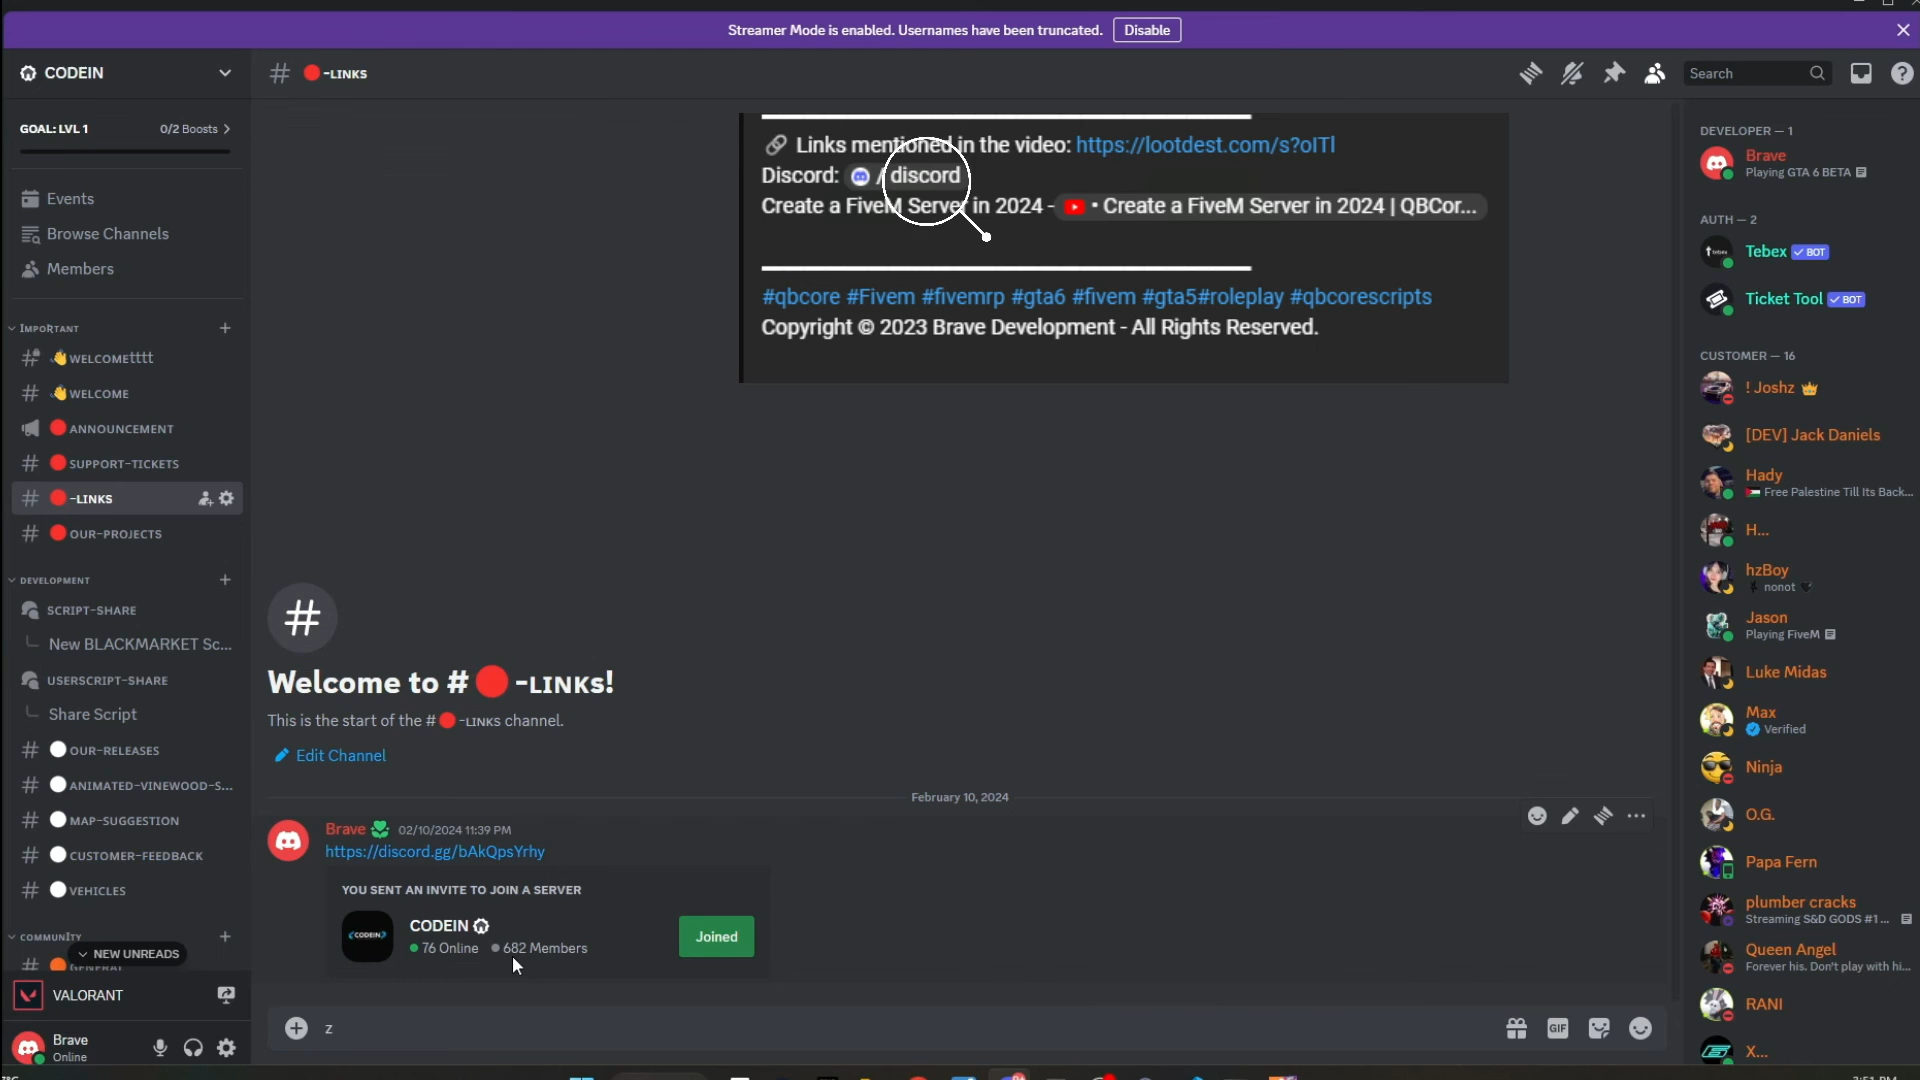 Streamer Mode is enabled. Usernames have been truncated. Disable
CODEIN
GOAL: LVL 1 0/2 Boosts
Events
Browse Channels
Members
IMPORTANT
👋WELCOMEtttt
👋WELCOME
🔴ANNOUNCEMENT
🔴SUPPORT-TICKETS
🔴-LINKS
🔴OUR-PROJECTS
DEVELOPMENT
SCRIPT-SHARE
New BLACKMARKET Sc...
USERSCRIPT-SHARE
Share Script
# ⚪OUR-RELEASES
# ⚪ANIMATED-VINEWOOD-S...
# ⚪MAP-SUGGESTION
# ⚪CUSTOMER-FEEDBACK
# ⚪VEHICLES
COMMUNITY
NEW UNREADS
GENERAL
VALORANT
Brave
Online
# 🔴-LINKS
Search
🔗 Links mentioned in the video: https://lootdest.com/s?oITl
Discord: / discord
Create a FiveM Server in 2024 - • Create a FiveM Server in 2024 | QBCor...
#qbcore #Fivem #fivemrp #gta6 #fivem #gta5#roleplay #qbcorescripts
Copyright © 2023 Brave Development - All Rights Reserved.
#
Welcome to # 🔴-LINKS!
This is the start of the # 🔴-LINKS channel.
Edit Channel
February 10, 2024
Brave 02/10/2024 11:39 PM
https://discord.gg/bAkQpsYrhy
YOU SENT AN INVITE TO JOIN A SERVER
CODEIN
CODEIN
76 Online 682 Members
Joined
z
GIF
DEVELOPER — 1
Brave
Playing GTA 6 BETA
AUTH — 2
Tebex ✓ BOT
Ticket Tool ✓ BOT
CUSTOMER — 16
! Joshz
[DEV] Jack Daniels
Hady
🇵🇸 Free Palestine Till Its Back...
H...
hzBoy
nonot
Jason
Playing FiveM
Luke Midas
Max
Verified
Ninja
O.G.
Papa Fern
plumber cracks
Streaming S&D GODS #1...
Queen Angel
Forever his. Don't play with hi...
RANI
X...